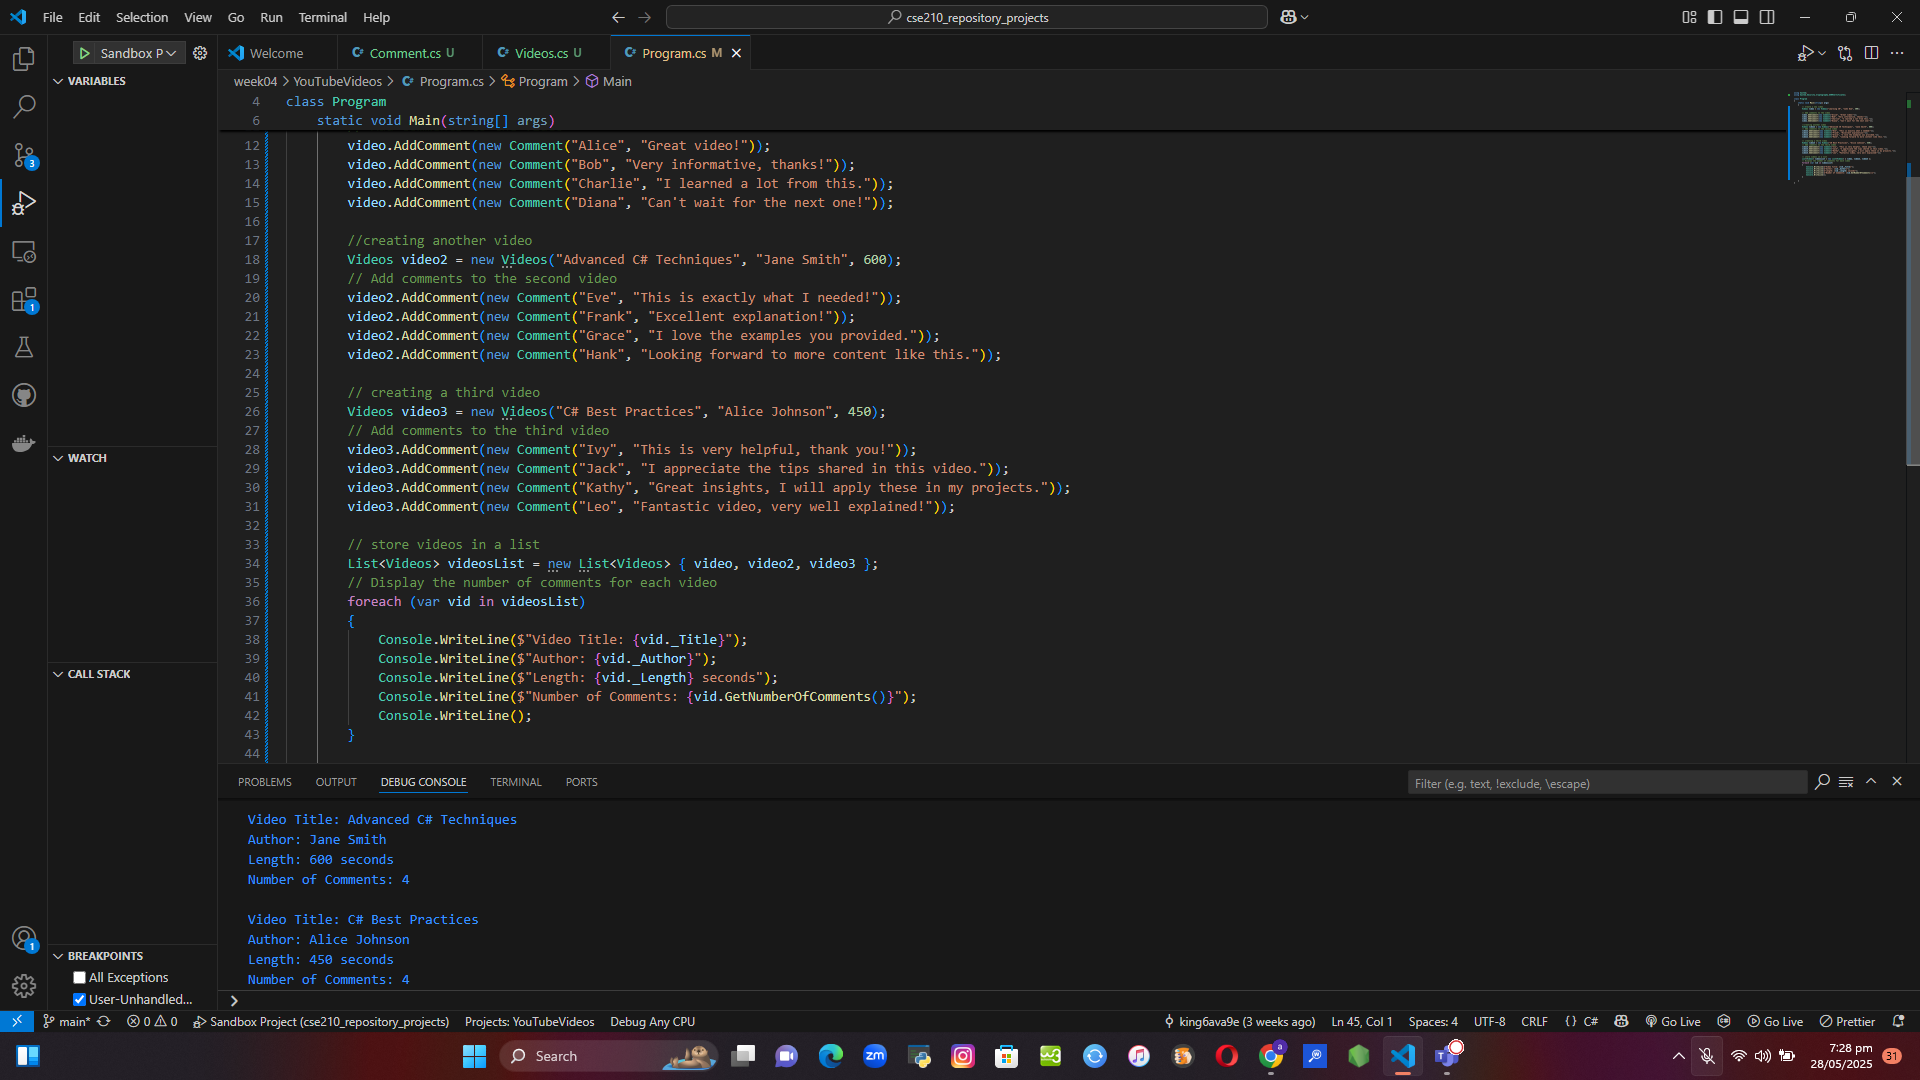 File Edit Selection View Go Run Terminal Help
cse210_repository_projects
Sandbox P
Welcome
Comment.cs U
Videos.cs U
Program.cs M
VARIABLES
week04 > YouTubeVideos > Program.cs > Program > Main
4 class Program
6 static void Main(string[] args)
12 video.AddComment(new Comment("Alice", "Great video!"));
13 video.AddComment(new Comment("Bob", "Very informative, thanks!"));
14 video.AddComment(new Comment("Charlie", "I learned a lot from this."));
15 video.AddComment(new Comment("Diana", "Can't wait for the next one!"));
16
17 //creating another video
18 Videos video2 = new Videos("Advanced C# Techniques", "Jane Smith", 600);
19 // Add comments to the second video
20 video2.AddComment(new Comment("Eve", "This is exactly what I needed!"));
21 video2.AddComment(new Comment("Frank", "Excellent explanation!"));
22 video2.AddComment(new Comment("Grace", "I love the examples you provided."));
23 video2.AddComment(new Comment("Hank", "Looking forward to more content like this."));
24
25 // creating a third video
26 Videos video3 = new Videos("C# Best Practices", "Alice Johnson", 450);
27 // Add comments to the third video
28 video3.AddComment(new Comment("Ivy", "This is very helpful, thank you!"));
29 video3.AddComment(new Comment("Jack", "I appreciate the tips shared in this video."));
30 video3.AddComment(new Comment("Kathy", "Great insights, I will apply these in my projects."));
31 video3.AddComment(new Comment("Leo", "Fantastic video, very well explained!"));
32
33 // store videos in a list
34 List<Videos> videosList = new List<Videos> { video, video2, video3 };
35 // Display the number of comments for each video
36 foreach (var vid in videosList)
37 {
38 Console.WriteLine($"Video Title: {vid._Title}");
39 Console.WriteLine($"Author: {vid._Author}");
40 Console.WriteLine($"Length: {vid._Length} seconds");
41 Console.WriteLine($"Number of Comments: {vid.GetNumberOfComments()}");
42 Console.WriteLine();
43 }
44
WATCH
CALL STACK
BREAKPOINTS
All Exceptions
User-Unhandled...
PROBLEMS OUTPUT DEBUG CONSOLE TERMINAL PORTS
Filter (e.g. text, !exclude, \escape)
Video Title: Advanced C# Techniques
Author: Jane Smith
Length: 600 seconds
Number of Comments: 4
Video Title: C# Best Practices
Author: Alice Johnson
Length: 450 seconds
Number of Comments: 4
main* 0 0 Sandbox Project (cse210_repository_projects) Projects: YouTubeVideos Debug Any CPU
king6ava9e (3 weeks ago) Ln 45, Col 1 Spaces: 4 UTF-8 CRLF {} C# Go Live Go Live Prettier
Search
zm
7:28 pm
28/05/2025
31